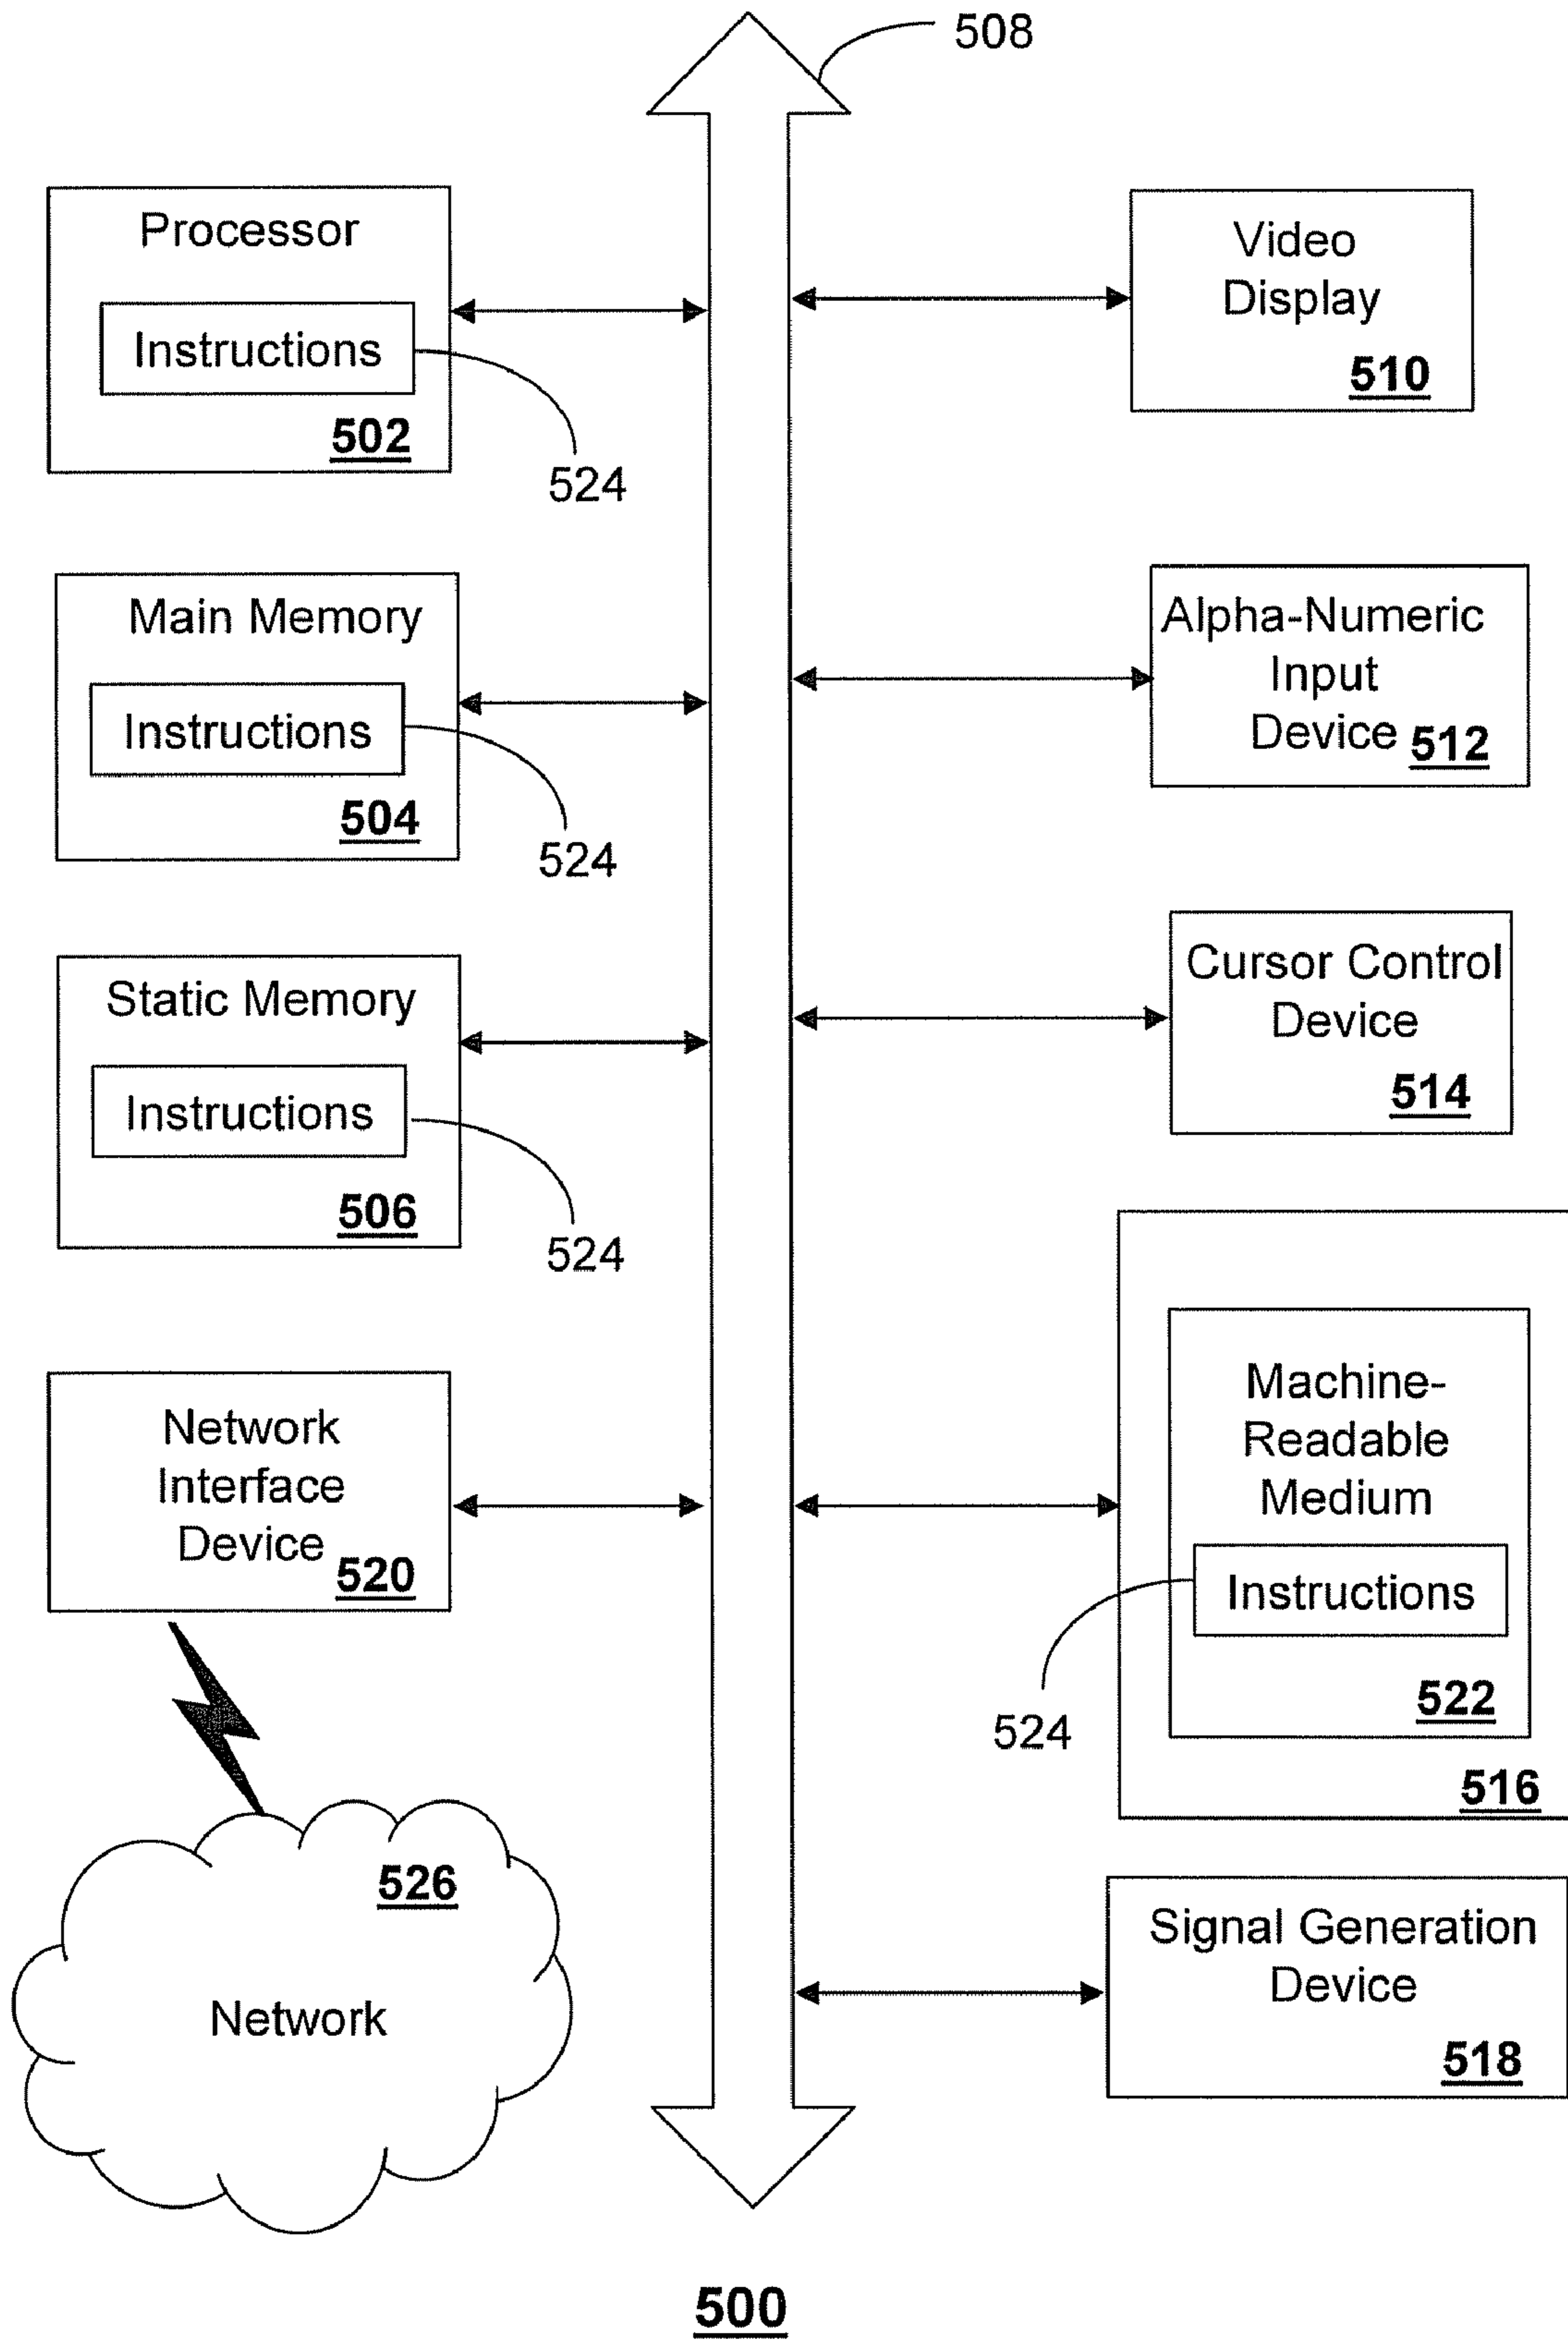 508
Processor
Instructions
502
524
Main Memory
Instructions
504
524
Static Memory
Instructions
506
524
Network
Interface
Device
520
526
Network
Video
Display
510
Alpha-Numeric
Input
Device
512
Cursor Control
Device
514
Machine-
Readable
Medium
Instructions
522
524
516
Signal Generation
Device
518
500